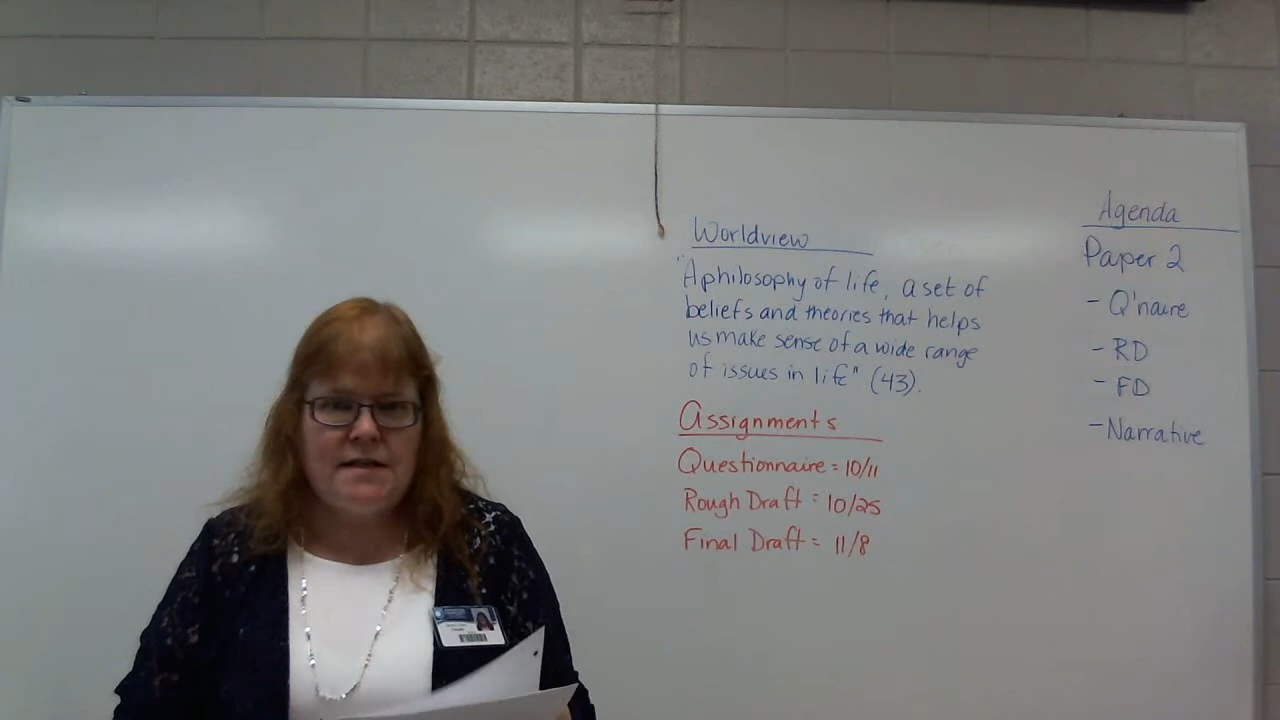 Worldview
"A philosophy of life, a set of
beliefs and theories that helps
us make sense of a wide range
of issues in life" (43).
Assignments
Questionnaire = 10/11
Rough Draft = 10/25
Final Draft = 11/8
Agenda
Paper 2
- Q'naire
- RD
- FD
- Narrative